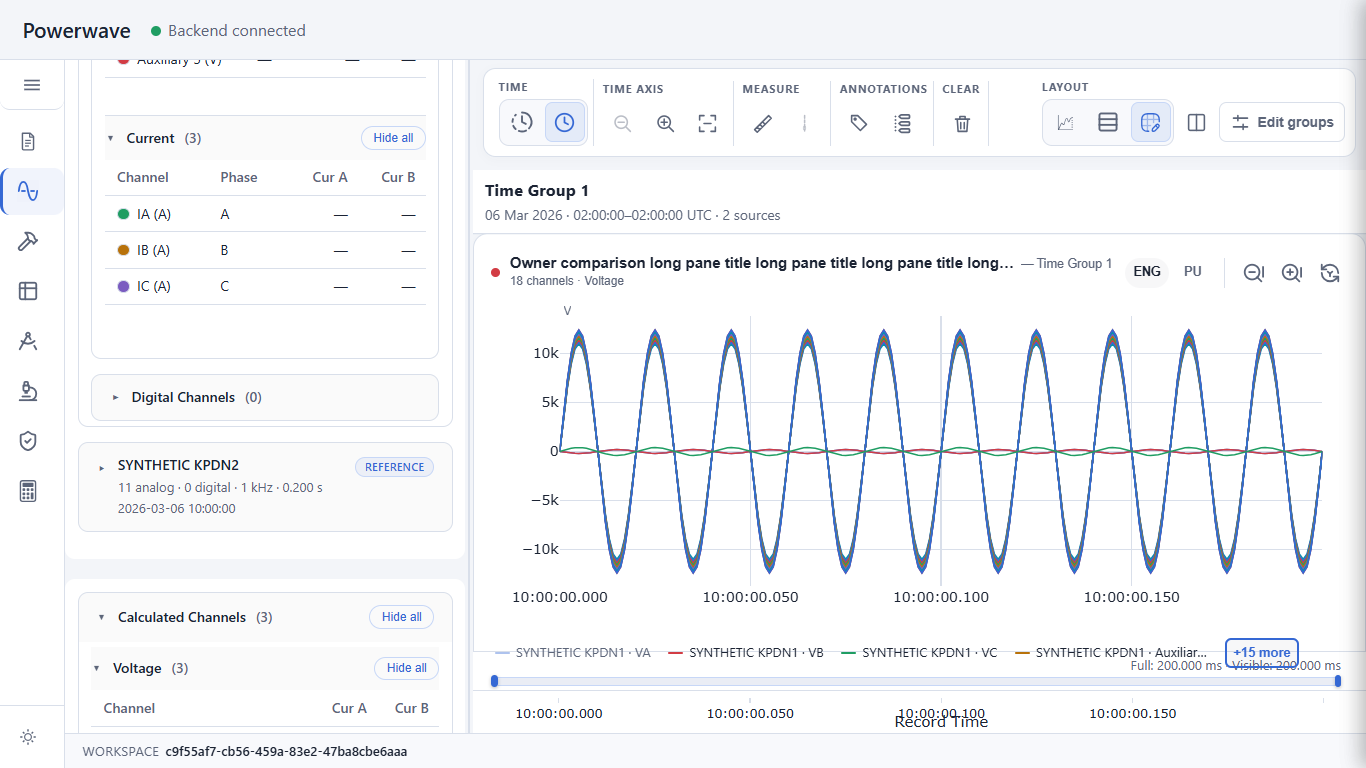 Powerwave
Backend connected
Auxiliary 3 (V) — — —
Current (3) Hide all
Channel Phase Cur A Cur B
IA (A) A — —
IB (A) B — —
IC (A) C — —
Digital Channels (0)
SYNTHETIC KPDN2 REFERENCE
11 analog · 0 digital · 1 kHz · 0.200 s
2026-03-06 10:00:00
Calculated Channels (3) Hide all
Voltage (3) Hide all
Channel Cur A Cur B
TIME TIME AXIS MEASURE ANNOTATIONS CLEAR LAYOUT
Edit groups
Time Group 1
06 Mar 2026 · 02:00:00–02:00:00 UTC · 2 sources
Owner comparison long pane title long pane title long pane title long… — Time Group 1 ENG PU
18 channels · Voltage
V
10k
5k
0
−5k
−10k
10:00:00.000 10:00:00.050 10:00:00.100 10:00:00.150
SYNTHETIC KPDN1 · VA SYNTHETIC KPDN1 · VB SYNTHETIC KPDN1 · VC SYNTHETIC KPDN1 · Auxiliar... +15 more
Full: 200.000 ms Visible: 200.000 ms
10:00:00.000 10:00:00.050 10:00:00.100 10:00:00.150
Record Time
WORKSPACE c9f55af7-cb56-459a-83e2-47ba8cbe6aaa